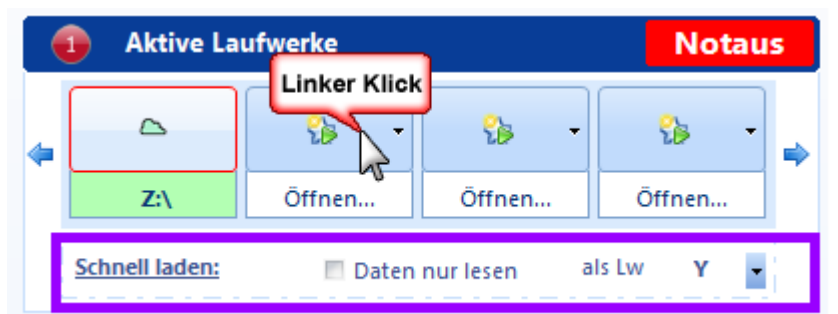 1 Aktive Laufwerke Notaus
Linker Klick
Z:\ Öffnen... Öffnen... Öffnen...
Schnell laden: Daten nur lesen als Lw Y